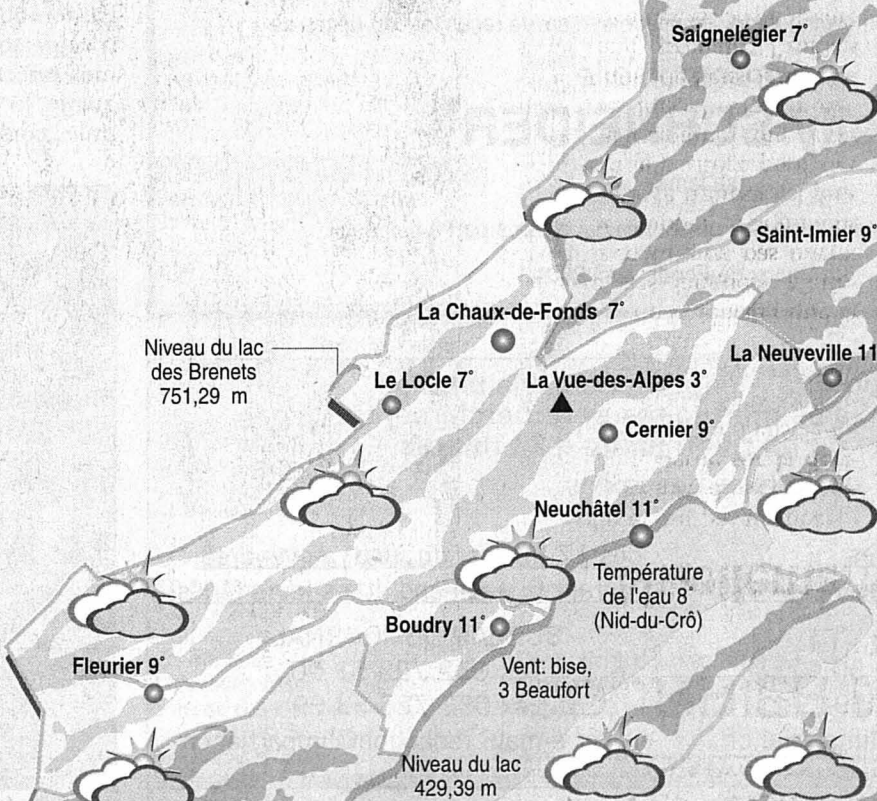 Saignelégier 7°
Saint-Imier 9°
La Chaux-de-Fonds 7°
Niveau du lac
des Brenets
751,29 m
Le Locle 7°
La Vue-des-Alpes 3°
La Neuveville 11
Cernier 9°
Neuchâtel 11°
Température
de l'eau 8°
(Nid-du-Crô)
Boudry 11°
Vent: bise,
3 Beaufort
Fleurier 9°
Niveau du lac
429,39 m